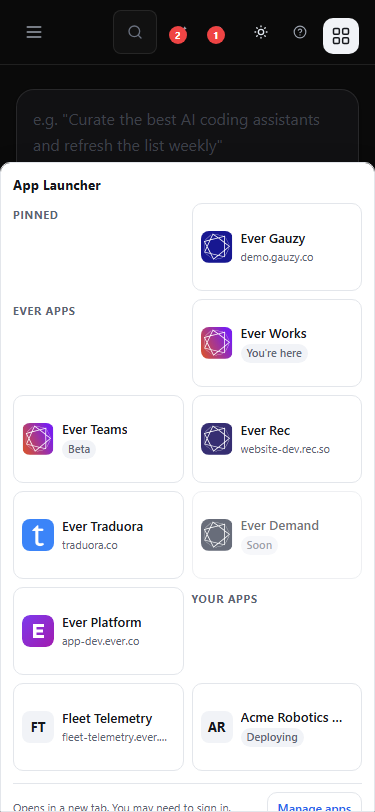 2
1
e.g. "Curate the best AI coding assistants
and refresh the list weekly"
App Launcher
PINNED
Ever Gauzy
demo.gauzy.co
EVER APPS
Ever Works
You're here
Ever Teams
Beta
Ever Rec
website-dev.rec.so
t
Ever Traduora
traduora.co
Ever Demand
Soon
E
Ever Platform
app-dev.ever.co
YOUR APPS
FT
Fleet Telemetry
fleet-telemetry.ever....
AR
Acme Robotics ...
Deploying
Opens in a new tab. You may need to sign in.
Manage apps